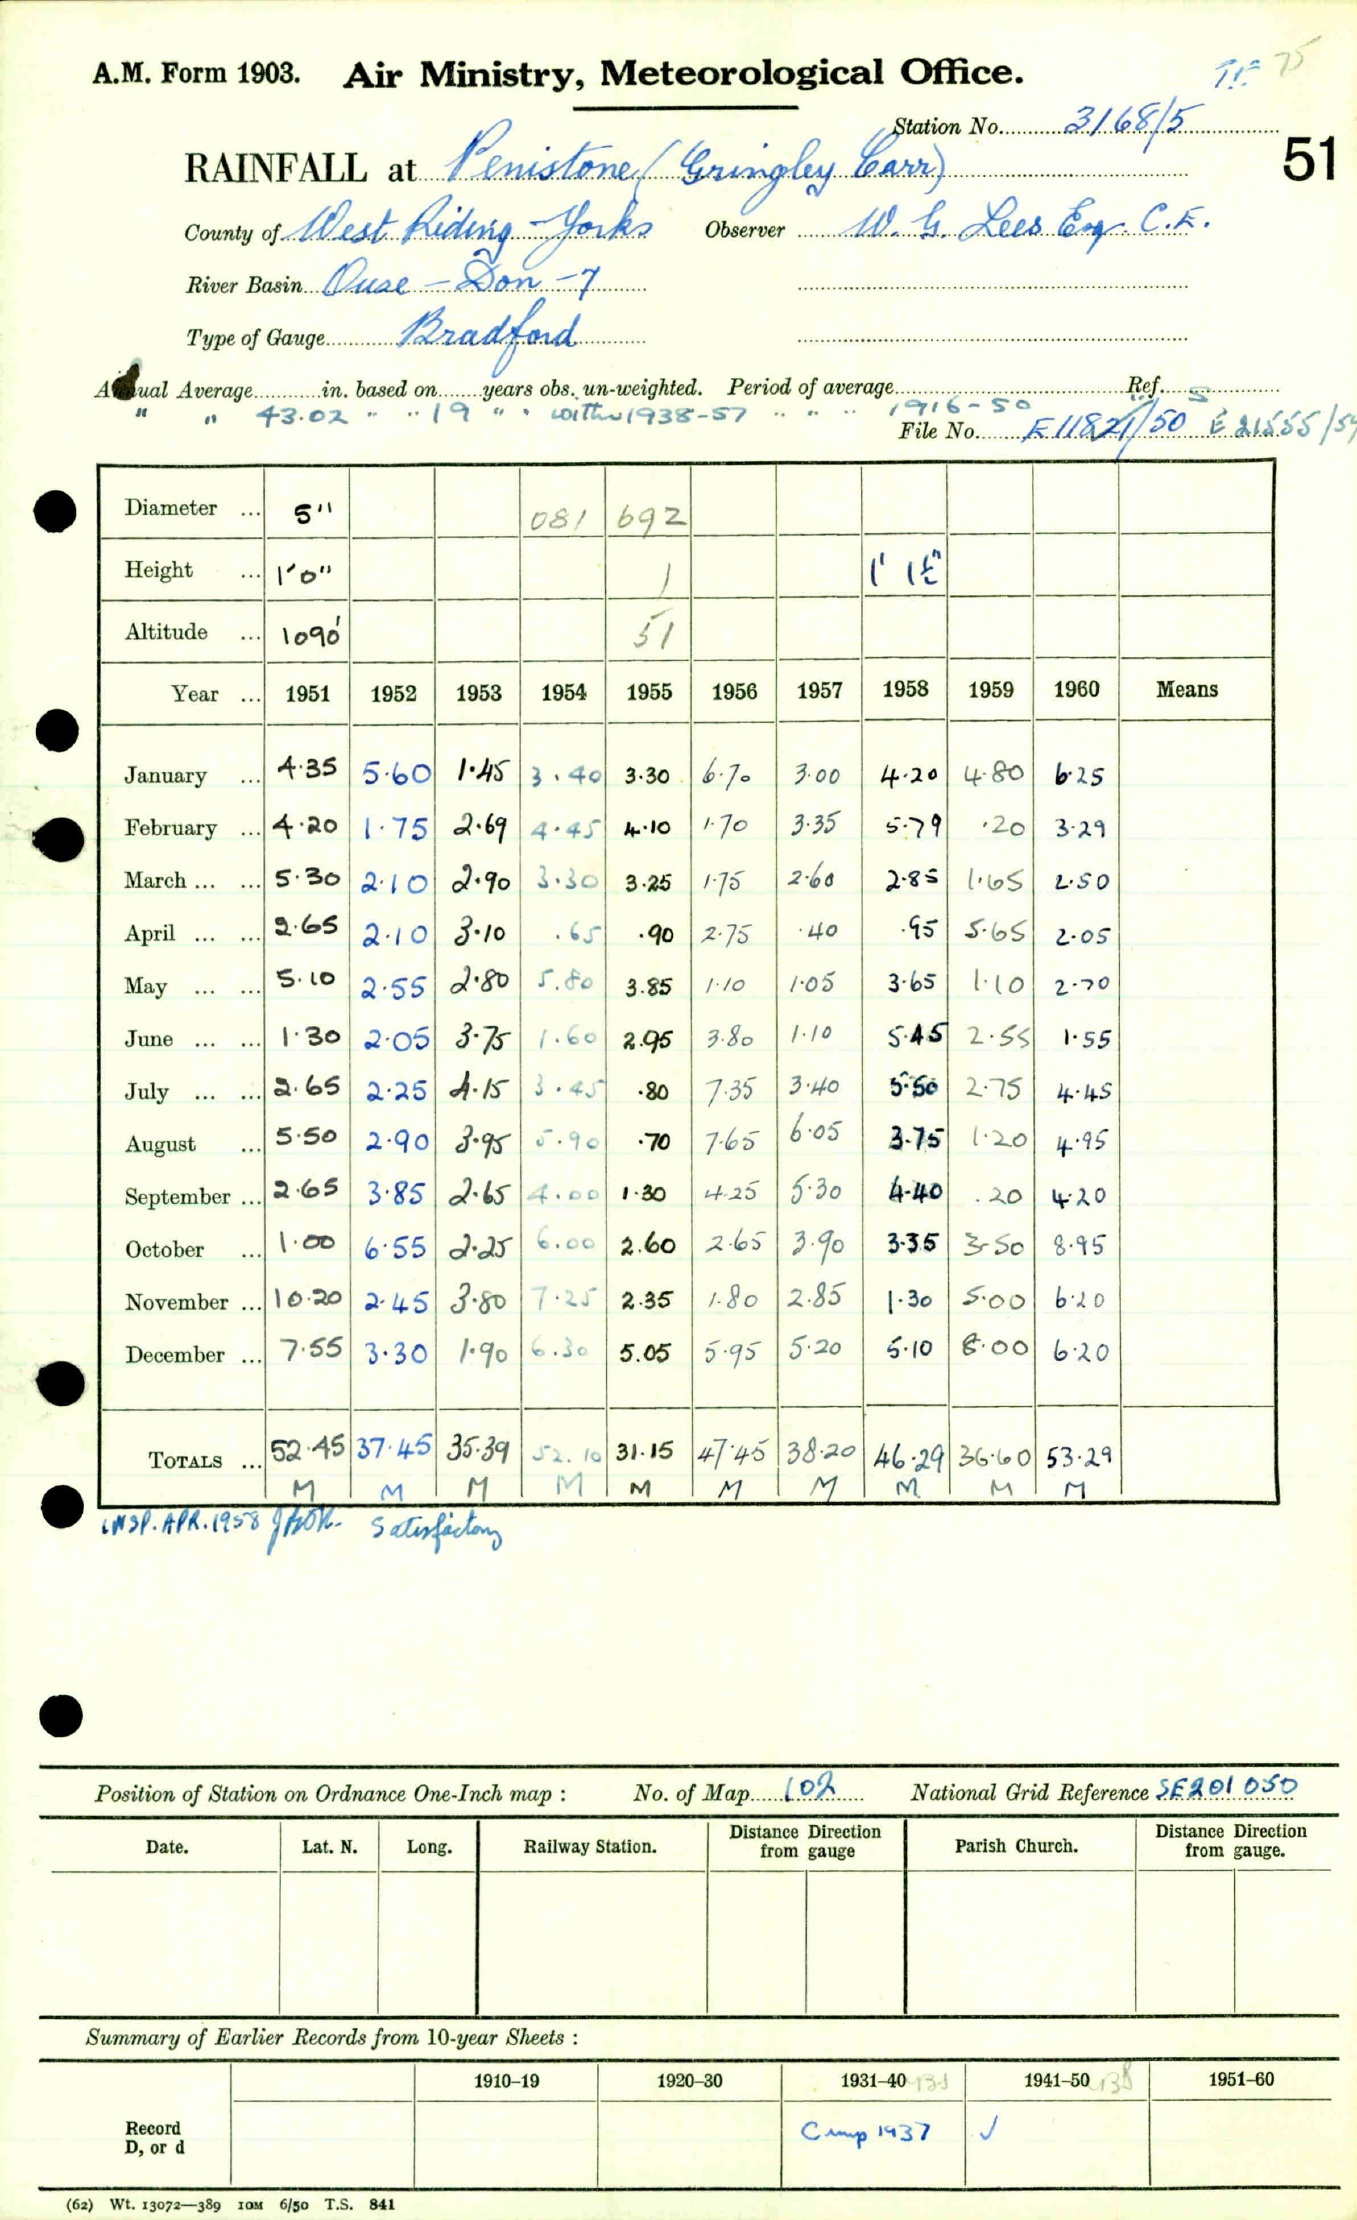 75
A.M. Form 1903. Air Ministry, Meteorological Office.
Station No. 3168/5
51
RAINFALL at Penistone (Gringley Carr)
County of West Riding - Yorks Observer W. G. Lees Esq. C.E.
River Basin Ouse - Don - 7
Type of Gauge Bradford
Annual Average in. based on years obs. un-weighted. Period of average Ref. S
" " 43.02 " " 19 " " within 1938-57 " " " 1916-50
File No. E11821/50 E21555/54
Diameter ... 5" 081 692
Height ... 1'0" 1 1' 1½"
Altitude ... 1090' 51
Year ... 1951 1952 1953 1954 1955 1956 1957 1958 1959 1960 Means
January ... 4.35 5.60 1.45 3.40 3.30 6.70 3.00 4.20 4.80 6.25
February ... 4.20 1.75 2.69 4.45 4.10 1.70 3.35 5.79 .20 3.29
March ... ... 5.30 2.10 2.90 3.30 3.25 1.75 2.60 2.85 1.65 2.50
April ... ... 2.65 2.10 3.10 .65 .90 2.75 .40 .95 5.65 2.05
May ... ... 5.10 2.55 2.80 5.80 3.85 1.10 1.05 3.65 1.10 2.70
June ... ... 1.30 2.05 3.75 1.60 2.95 3.80 1.10 5.45 2.55 1.55
July ... ... 2.65 2.25 4.15 3.45 .80 7.35 3.40 5.50 2.75 4.45
August ... 5.50 2.90 3.95 5.90 .70 7.65 6.05 3.75 1.20 4.95
September ... 2.65 3.85 2.65 4.00 1.30 4.25 5.30 4.40 .20 4.20
October ... 1.00 6.55 2.25 6.00 2.60 2.65 3.90 3.35 3.50 8.95
November ... 10.20 2.45 3.80 7.25 2.35 1.80 2.85 1.30 5.00 6.20
December ... 7.55 3.30 1.90 6.30 5.05 5.95 5.20 5.10 8.00 6.20
TOTALS ... 52.45 37.45 35.39 52.10 31.15 47.45 38.20 46.29 36.60 53.29
M M M M M M M M M M
INSP. APR. 1958 Satisfactory
Position of Station on Ordnance One-Inch map : No. of Map 102 National Grid Reference SE201050
Date. Lat. N. Long. Railway Station. Distance from Direction gauge Parish Church. Distance from Direction gauge.
Summary of Earlier Records from 10-year Sheets :
1910–19 1920–30 1931–40 1941–50 1951–60
Record D, or d Cmp 1937 ✓
(62) Wt. 13072—389 10M 6/50 T.S. 841